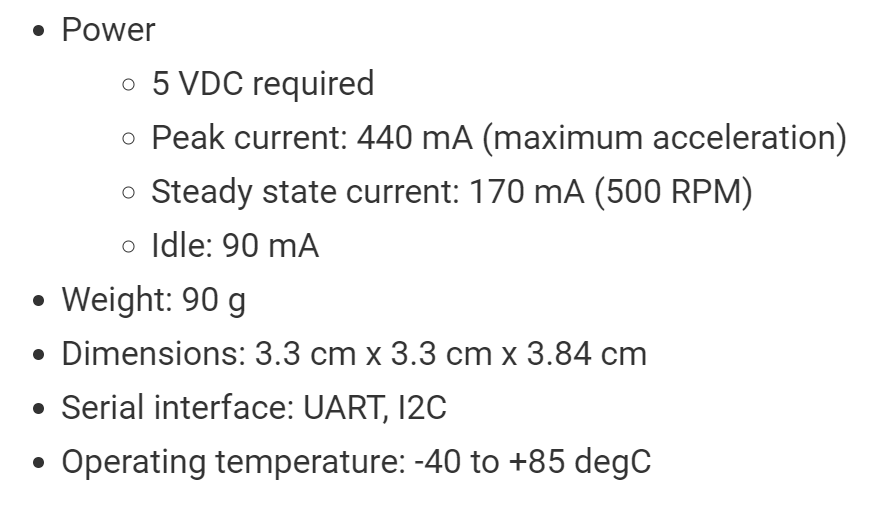 Power
5 VDC required
Peak current: 440 mA (maximum acceleration)
Steady state current: 170 mA (500 RPM)
Idle: 90 mA
Weight: 90 g
Dimensions: 3.3 cm x 3.3 cm x 3.84 cm
Serial interface: UART, I2C
Operating temperature: -40 to +85 degC